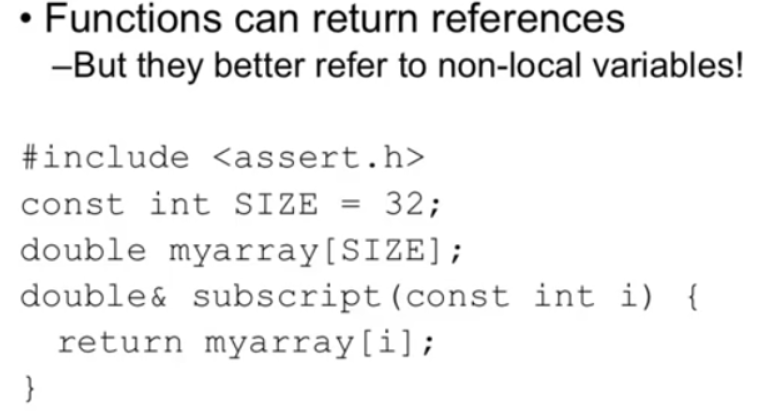 • Functions can return references
–But they better refer to non-local variables!
#include <assert.h>
const int SIZE = 32;
double myarray[SIZE];
double& subscript(const int i) {
  return myarray[i];
}